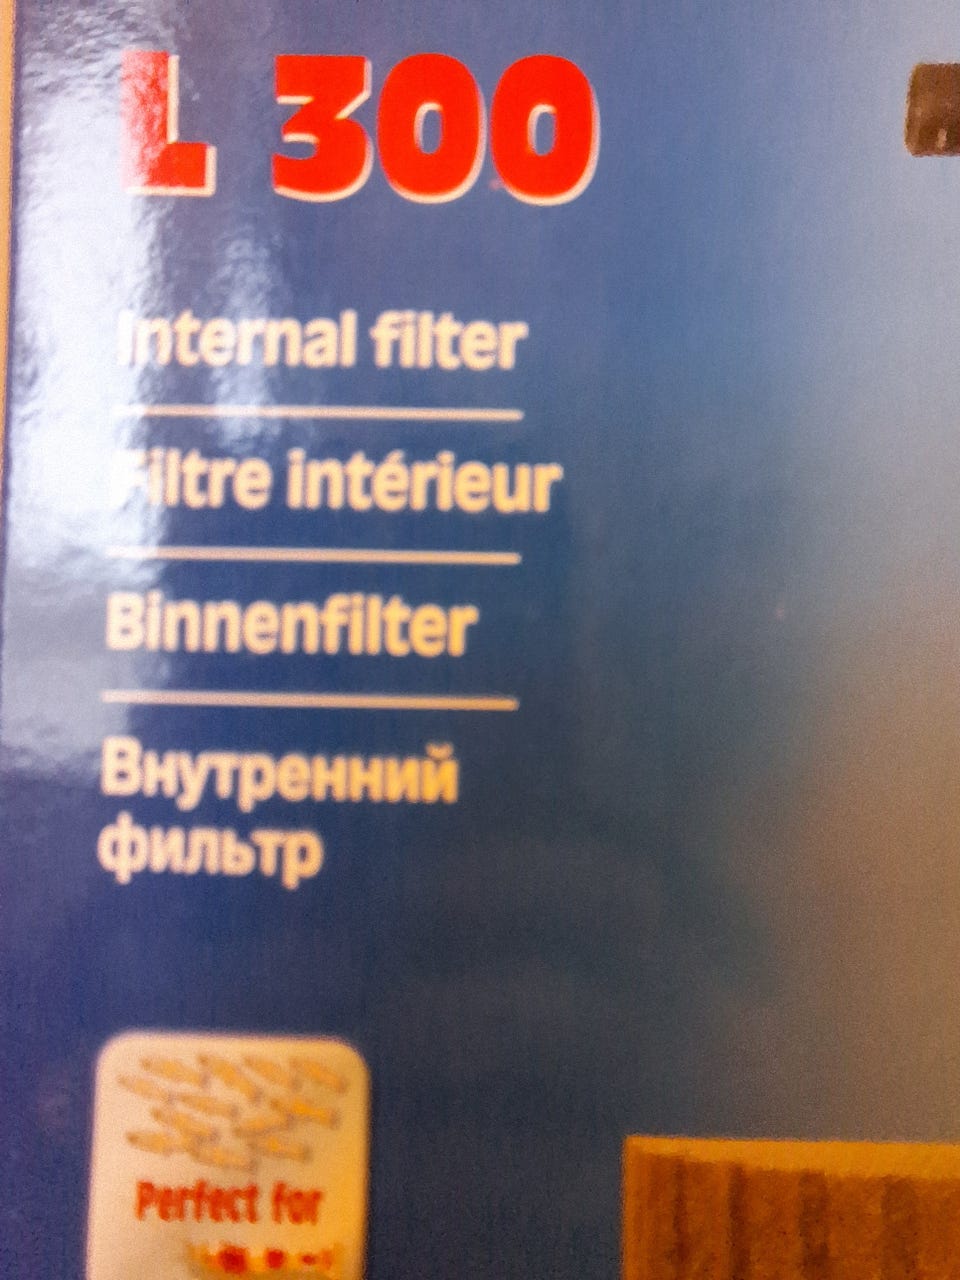 L 300
Internal filter
Filtre intérieur
Binnenfilter
Внутренний
фильтр
Perfect for